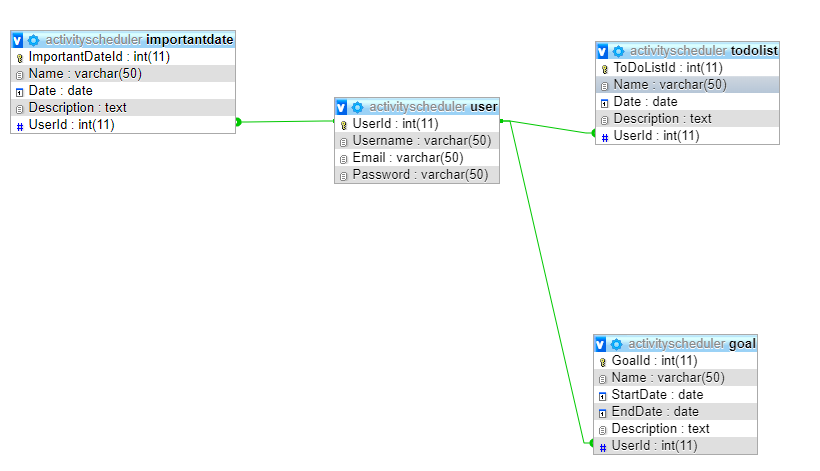 activityscheduler importantdate
ImportantDateId : int(11)
Name : varchar(50)
Date : date
Description : text
UserId : int(11)
activityscheduler user
UserId : int(11)
Username : varchar(50)
Email : varchar(50)
Password : varchar(50)
activityscheduler todolist
ToDoListId : int(11)
Name : varchar(50)
Date : date
Description : text
UserId : int(11)
activityscheduler goal
GoalId : int(11)
Name : varchar(50)
StartDate : date
EndDate : date
Description : text
UserId : int(11)